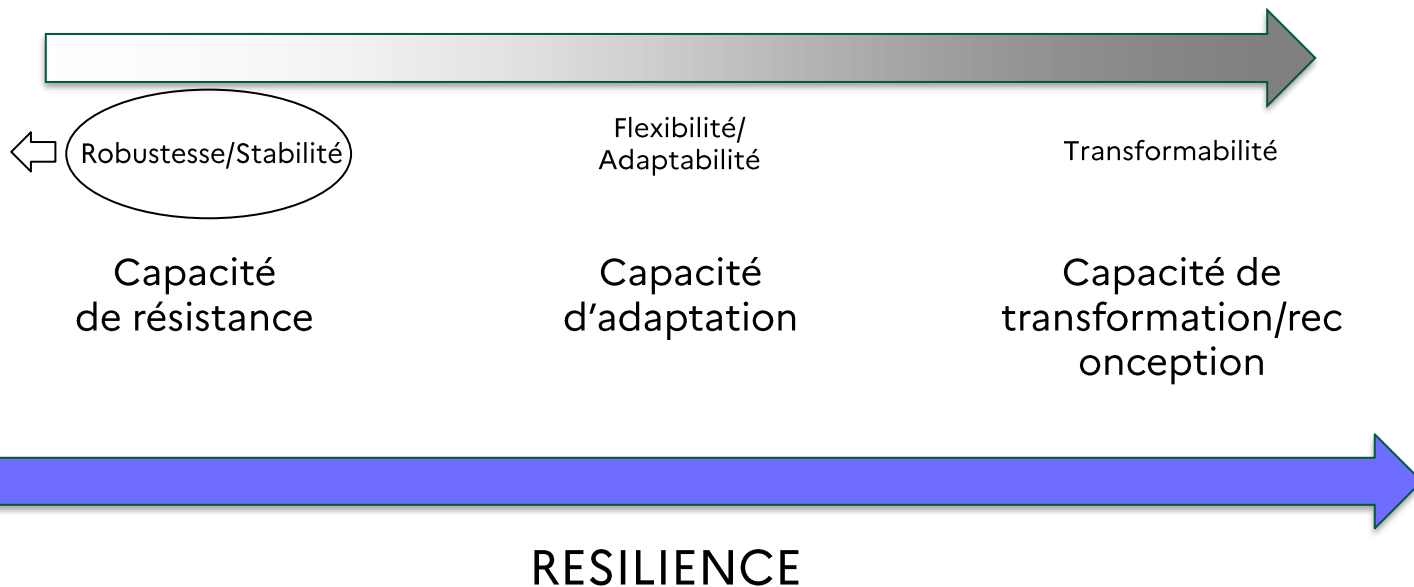 Robustesse/Stabilité
Flexibilité/
Adaptabilité
Transformabilité
Capacité
de résistance
Capacité
d’adaptation
Capacité de
transformation/rec
onception
RESILIENCE